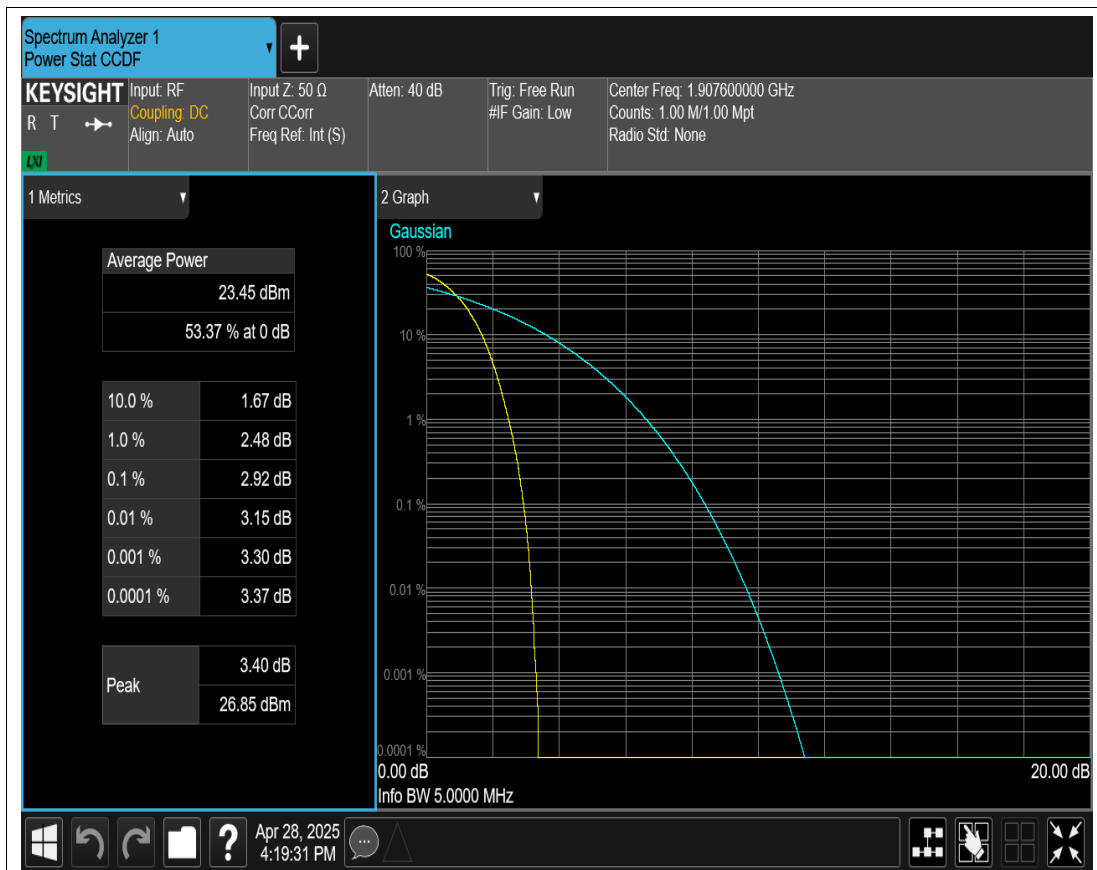 Spectrum Analyzer 1
Power Stat CCDF
KEYSIGHT
R T
LXI
Input: RF
Coupling: DC
Align: Auto
Input Z: 50 Ω
Corr CCorr
Freq Ref: Int (S)
Atten: 40 dB
Trig: Free Run
#IF Gain: Low
Center Freq: 1.907600000 GHz
Counts: 1.00 M/1.00 Mpt
Radio Std: None
1 Metrics
Average Power
23.45 dBm
53.37 % at 0 dB
10.0 % 1.67 dB
1.0 % 2.48 dB
0.1 % 2.92 dB
0.01 % 3.15 dB
0.001 % 3.30 dB
0.0001 % 3.37 dB
Peak
3.40 dB
26.85 dBm
2 Graph
Gaussian
100 %
10 %
1 %
0.1 %
0.01 %
0.001 %
0.0001 %
0.00 dB 20.00 dB
Info BW 5.0000 MHz
?
Apr 28, 2025
4:19:31 PM